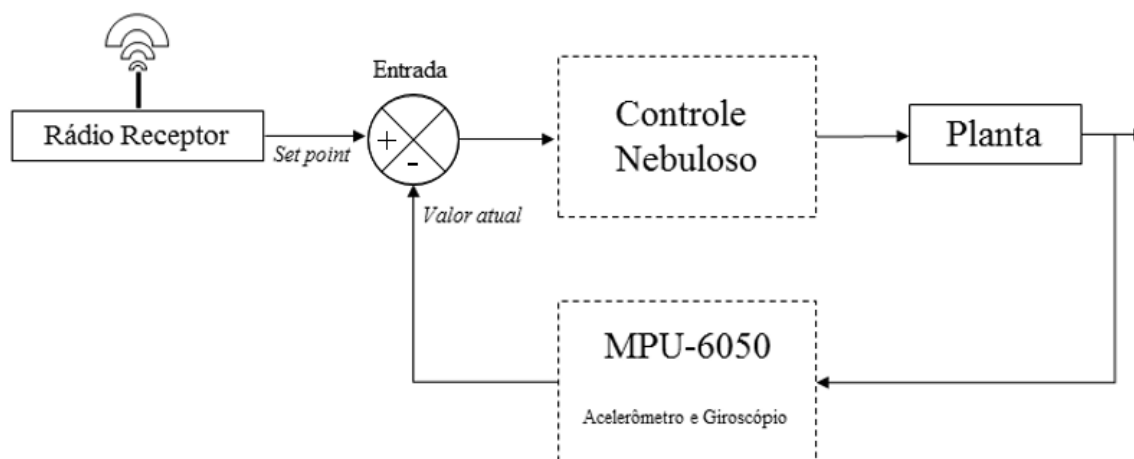 Entrada
Rádio Receptor
Set point
+
-
Controle
Nebuloso
Planta
Valor atual
MPU-6050
Acelerômetro e Giroscópio